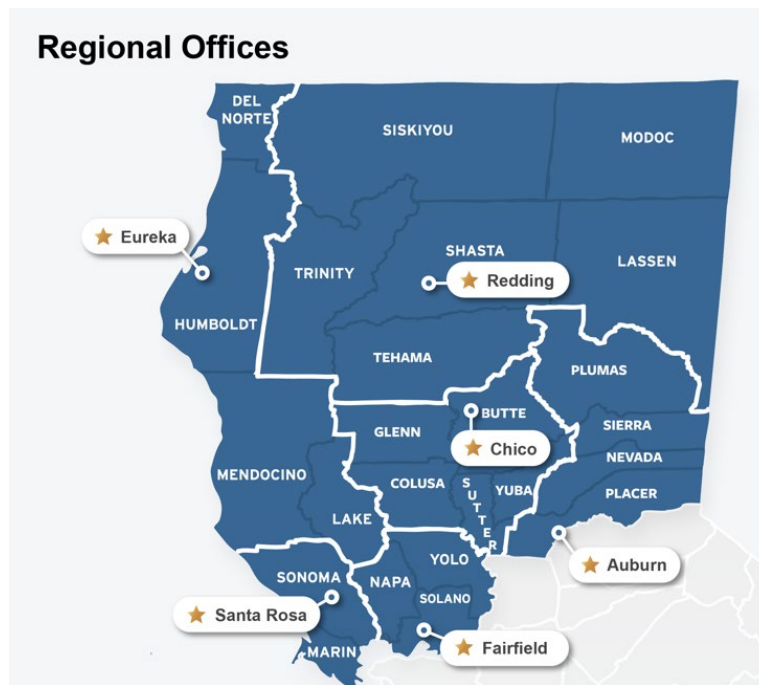 Regional Offices
DEL
NORTE
SISKIYOU
MODOC
Eureka
TRINITY
SHASTA
LASSEN
Redding
HUMBOLDT
TEHAMA
PLUMAS
BUTTE
GLENN
SIERRA
Chico
NEVADA
MENDOCINO
COLUSA
SUTTER
YUBA
PLACER
LAKE
YOLO
Auburn
SONOMA
NAPA
SOLANO
Santa Rosa
Fairfield
MARIN